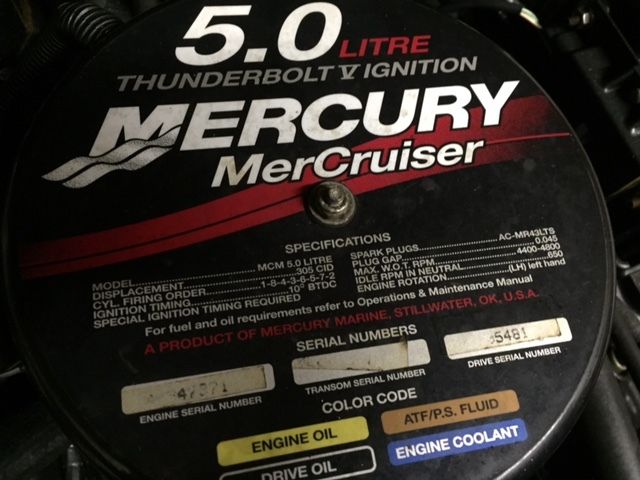 5.0 LITRE
THUNDERBOLT V IGNITION
MERCURY
MerCruiser
SPECIFICATIONS
MODEL..............................MCM 5.0 LITRE
DISPLACEMENT..............................305 CID
CYL. FIRING ORDER....................1-8-4-3-6-5-7-2
IGNITION TIMING..............................10° BTDC
SPECIAL IGNITION TIMING REQUIRED
SPARK PLUGS..............................AC-MR43LTS
PLUG GAP........................................0.045
MAX. W.O.T. RPM..............................4400-4800
IDLE RPM IN NEUTRAL..............................650
ENGINE ROTATION....................(LH) left hand
For fuel and oil requirements refer to Operations & Maintenance Manual
A PRODUCT OF MERCURY MARINE, STILLWATER, OK, U.S.A.
SERIAL NUMBERS
47371
ENGINE SERIAL NUMBER
TRANSOM SERIAL NUMBER
5481
DRIVE SERIAL NUMBER
COLOR CODE
ENGINE OIL
ATF/P.S. FLUID
DRIVE OIL
ENGINE COOLANT